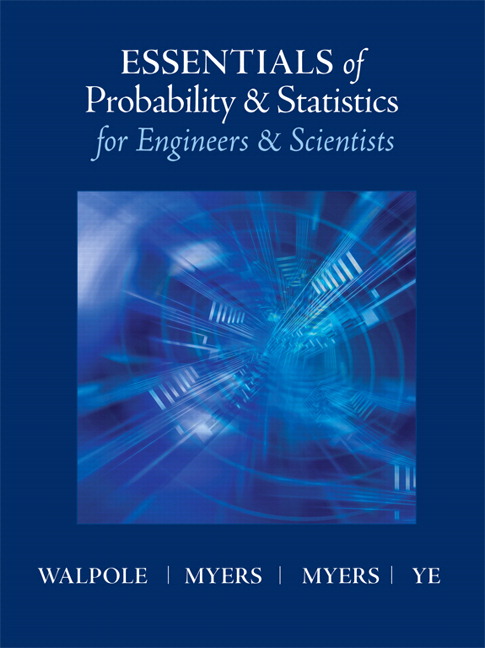 ESSENTIALS of
Probability & Statistics
for Engineers & Scientists
WALPOLE | MYERS | MYERS | YE